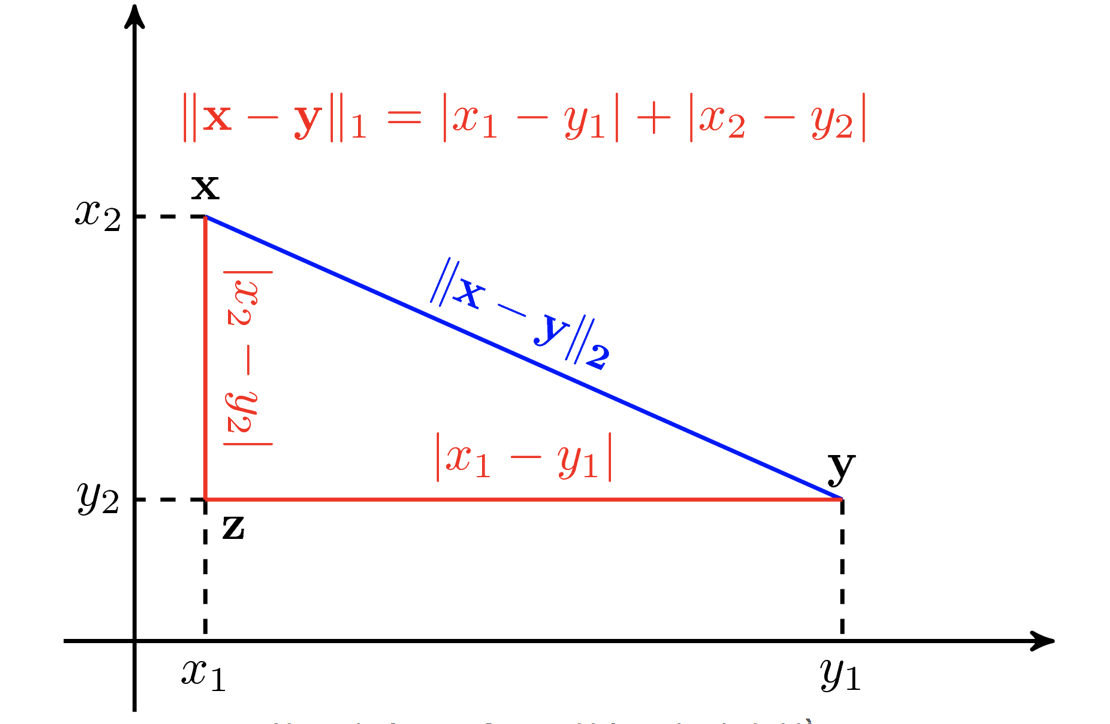 ‖x − y‖₁ = |x₁ − y₁| + |x₂ − y₂|
x
x₂
‖x − y‖₂
|x₂ − y₂|
|x₁ − y₁|
y
y₂
z
x₁
y₁